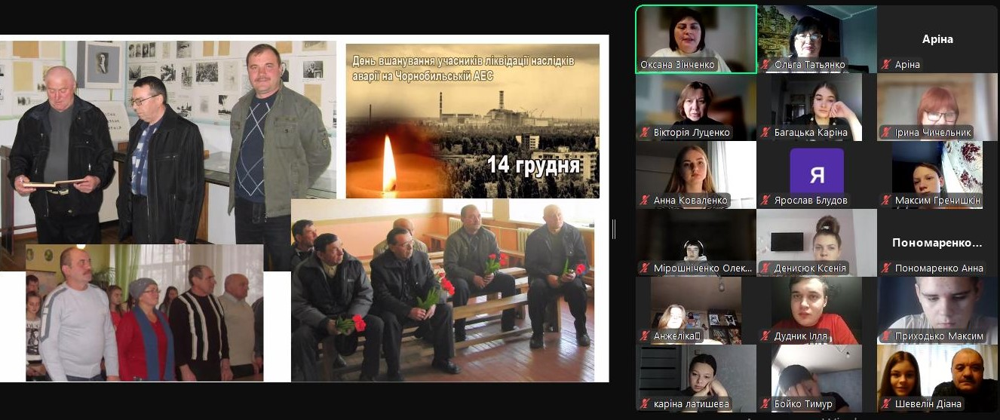 День вшанування учасників ліквідації наслідків
аварії на Чорнобильській АЕС
14 грудня
Оксана Зінченко
Ольга Татьянко
Аріна
Аріна
Вікторія Луценко
Багацька Каріна
Ірина Чичельник
Анна Коваленко
Я
Ярослав Блудов
Максим Гречишкін
Мірошніченко Олек...
Денисюк Ксенія
Пономаренко...
Пономаренко Анна
Анжеліка
Дудник Ілля
Приходько Максим
каріна латишева
Бойко Тимур
Шевелін Діана